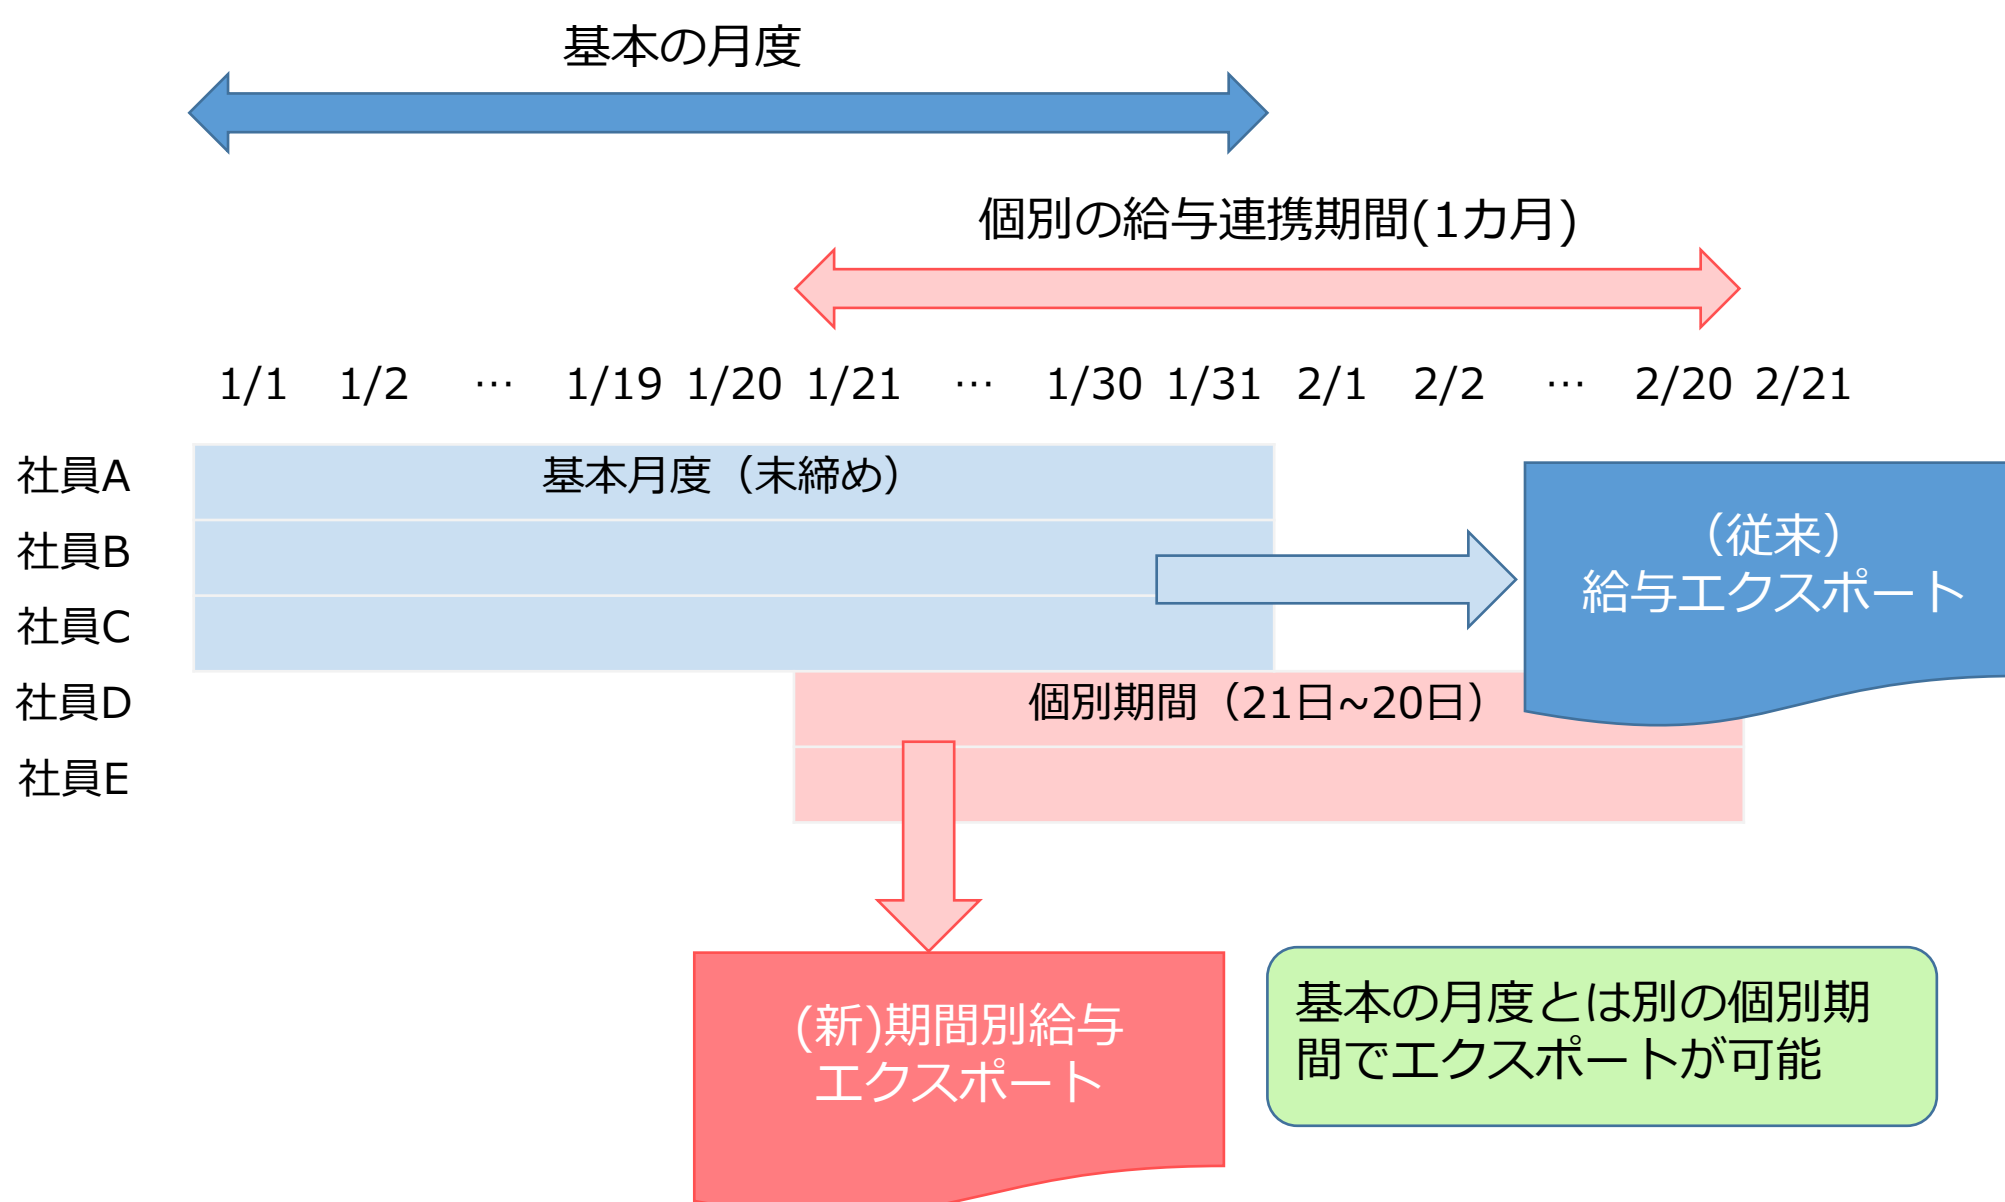 基本の月度
個別の給与連携期間(1カ月)
1/1 1/2 … 1/19 1/20 1/21 … 1/30 1/31 2/1 2/2 … 2/20 2/21
社員A 基本月度（末締め）
社員B
社員C
（従来）
給与エクスポート
社員D 個別期間（21日~20日）
社員E
(新)期間別給与
エクスポート
基本の月度とは別の個別期
間でエクスポートが可能